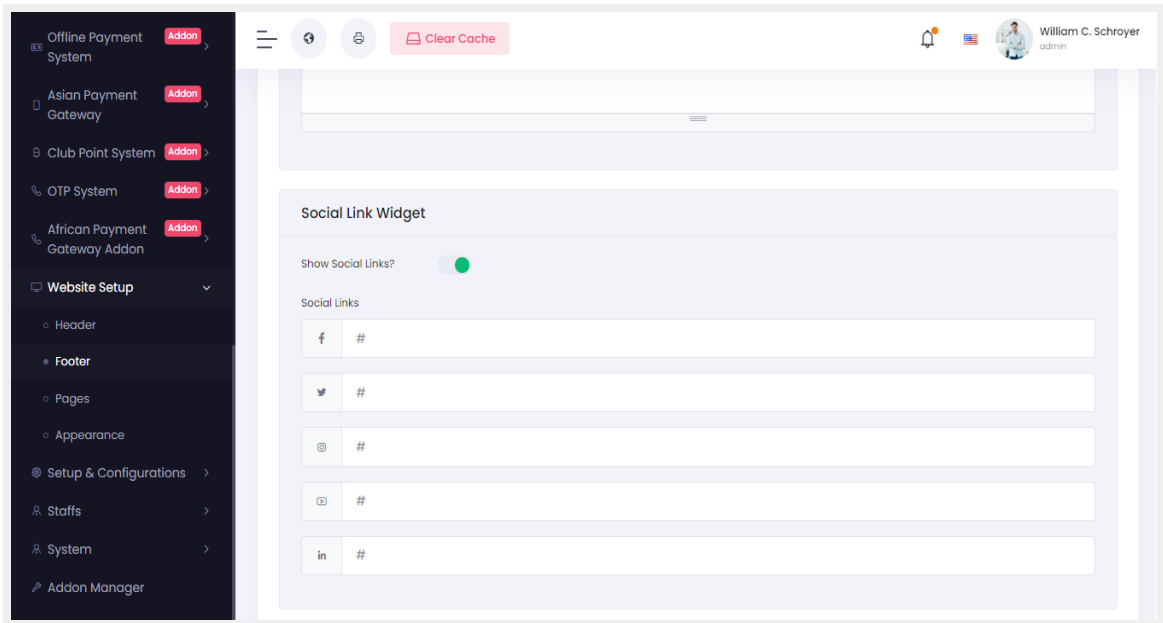 Offline Payment
System
Addon
Asian Payment
Gateway
Addon
Club Point System Addon
OTP System Addon
African Payment
Gateway Addon
Addon
Website Setup
Header
Footer
Pages
Appearance
Setup & Configurations
Staffs
System
Addon Manager
Clear Cache
William C. Schroyer
admin
Social Link Widget
Show Social Links?
Social Links
f #
#
#
#
in #